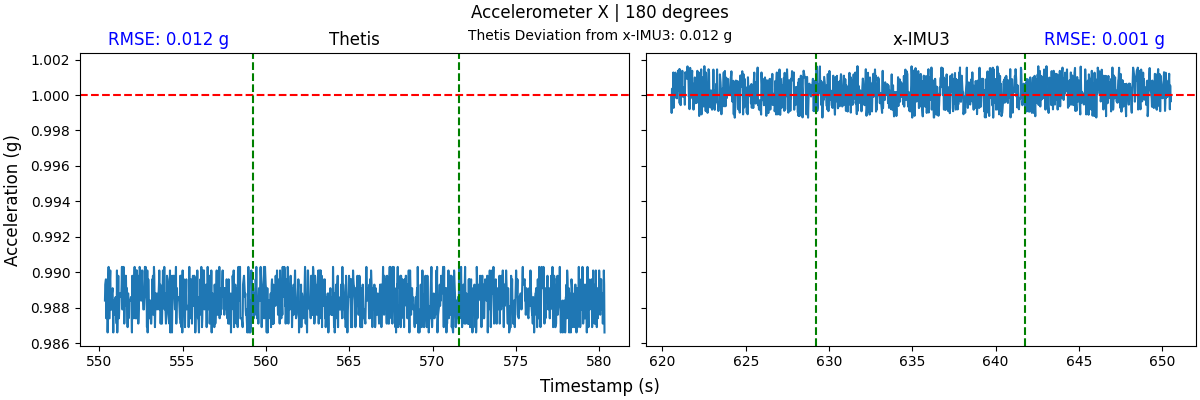 Accelerometer X | 180 degrees
RMSE: 0.012 g
Thetis
Thetis Deviation from x-IMU3: 0.012 g
x-IMU3
RMSE: 0.001 g
Acceleration (g)
1.002
1.000
0.998
0.996
0.994
0.992
0.990
0.988
0.986
550 555 560 565 570 575 580
620 625 630 635 640 645 650
Timestamp (s)